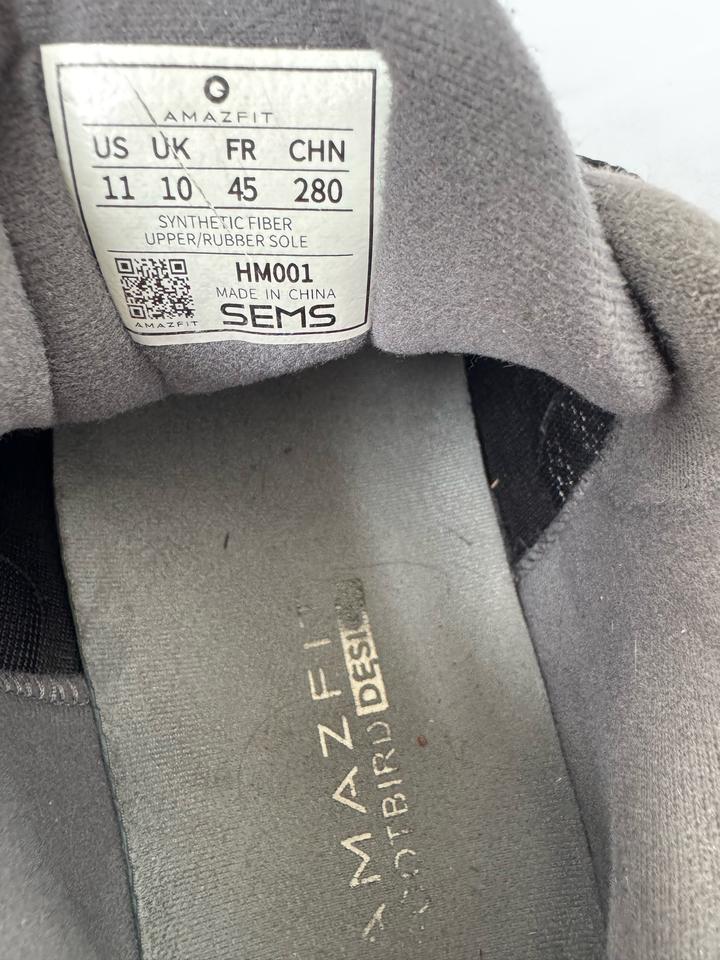 AMAZFIT
US UK FR CHN
11 10 45 280
SYNTHETIC FIBER
UPPER/RUBBER SOLE
HM001
MADE IN CHINA
SEMS
AMAZFIT
AMAZFIT